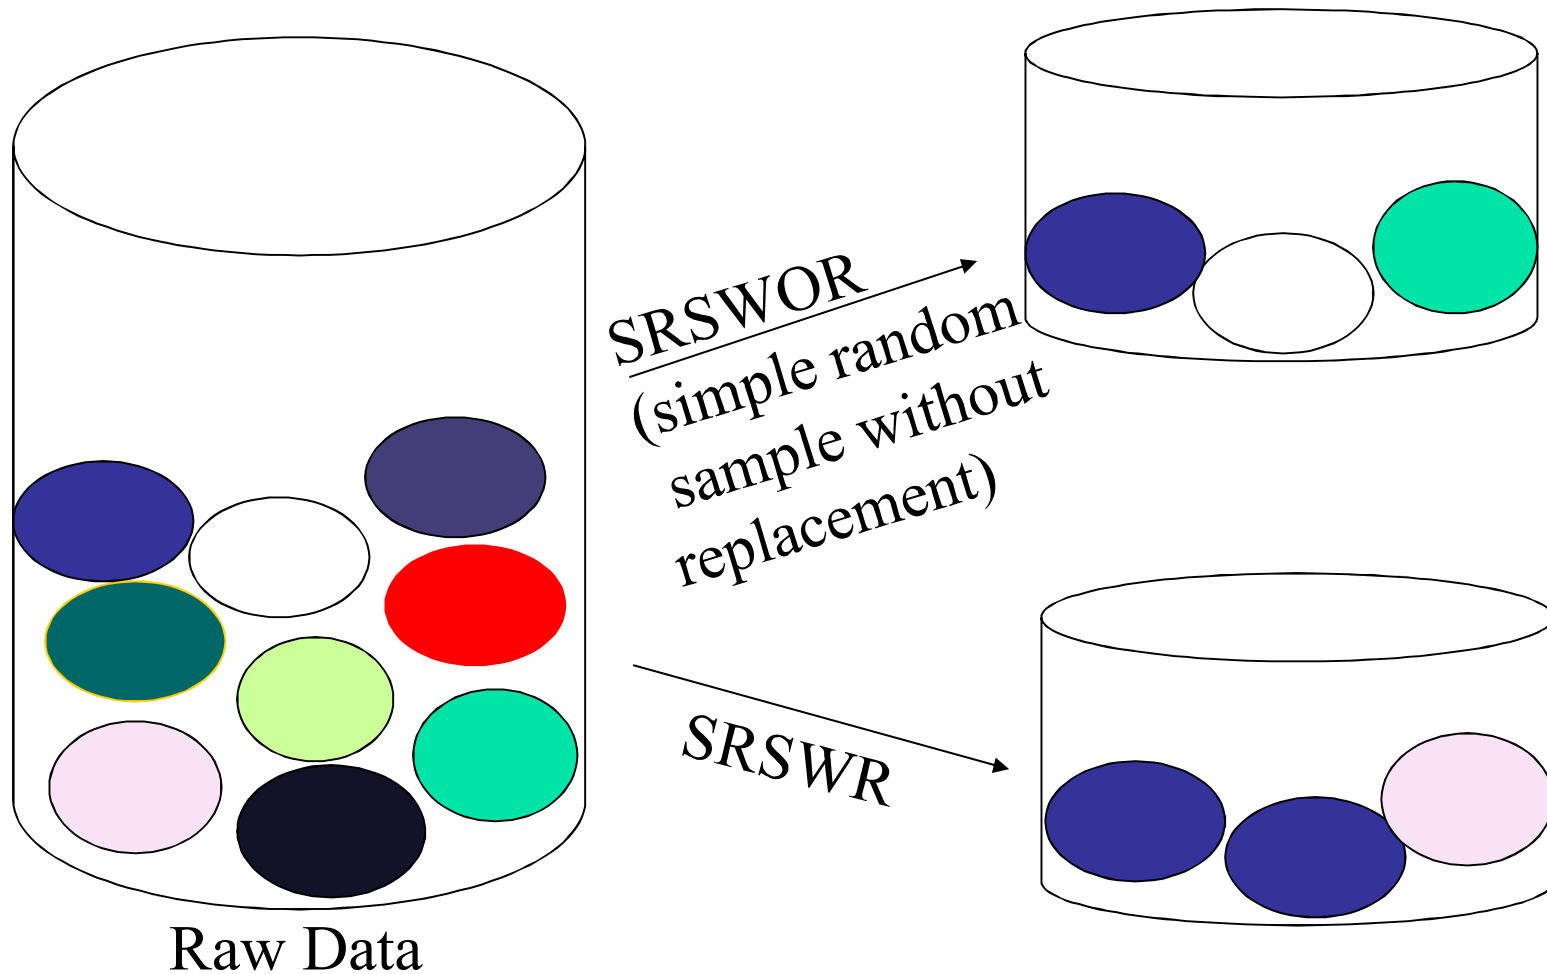 SRSWOR
(simple random
sample without
replacement)
SRSWR
Raw Data